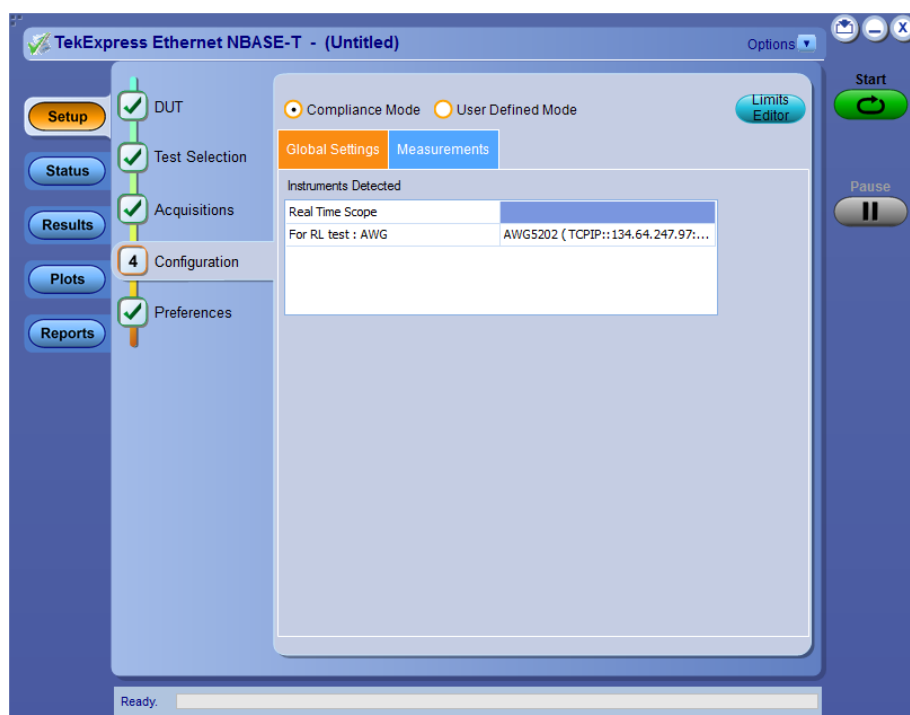 TekExpress Ethernet NBASE-T - (Untitled)
Options
X
Start
Pause
Setup
Status
Results
Plots
Reports
DUT
Test Selection
Acquisitions
4 Configuration
Preferences
Compliance Mode User Defined Mode
Limits
Editor
Global Settings Measurements
Instruments Detected
Real Time Scope
For RL test : AWG AWG5202 ( TCPIP::134.64.247.97:...
Ready.